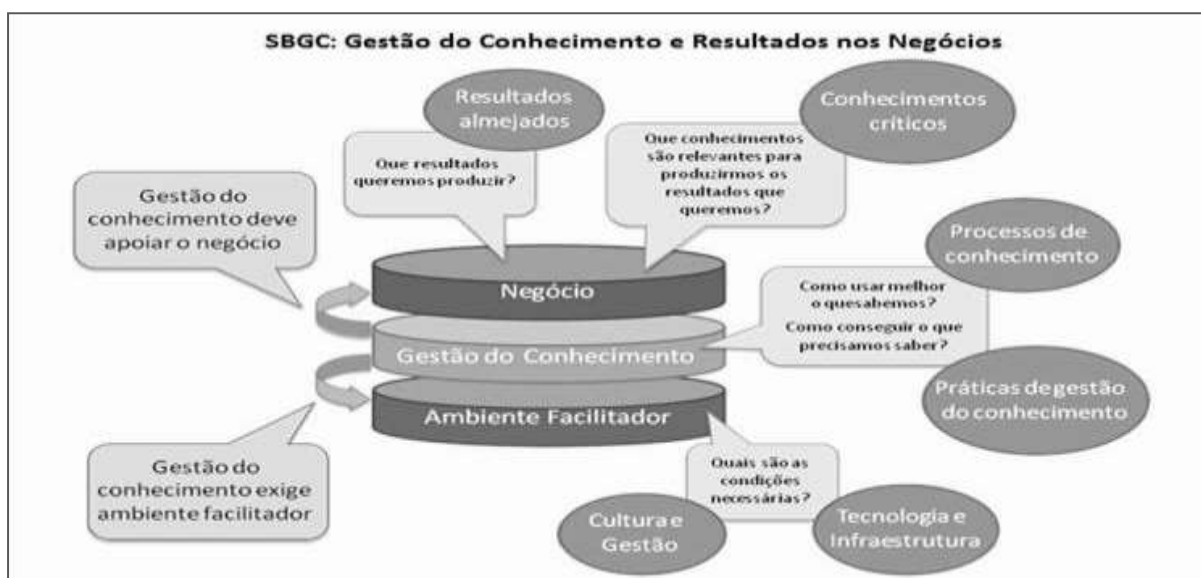 SBGC: Gestão do Conhecimento e Resultados nos Negócios
Resultados
almejados
Conhecimentos
críticos
Que resultados
queremos produzir?
Que conhecimentos
são relevantes para
produzirmos os
resultados que
queremos?
Gestão do
conhecimento deve
apoiar o negócio
Processos de
conhecimento
Negócio
Como usar melhor
o quesabemos?
Como conseguir o que
precisamos saber?
Gestão do Conhecimento
Práticas de gestão
do conhecimento
Ambiente Facilitador
Gestão do
conhecimento exige
ambiente facilitador
Quais são as
condições
necessárias?
Cultura e
Gestão
Tecnologia e
Infraestrutura